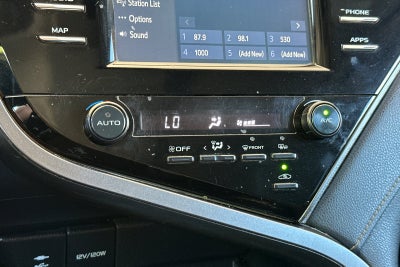 Station List
Options
Sound
1 87.9 2 98.1 3 530
4 1000 5 (Add New) 6 (Add New)
MAP
PHONE
APPS
AUTO
LO
A/C
OFF
FRONT
12V/120W